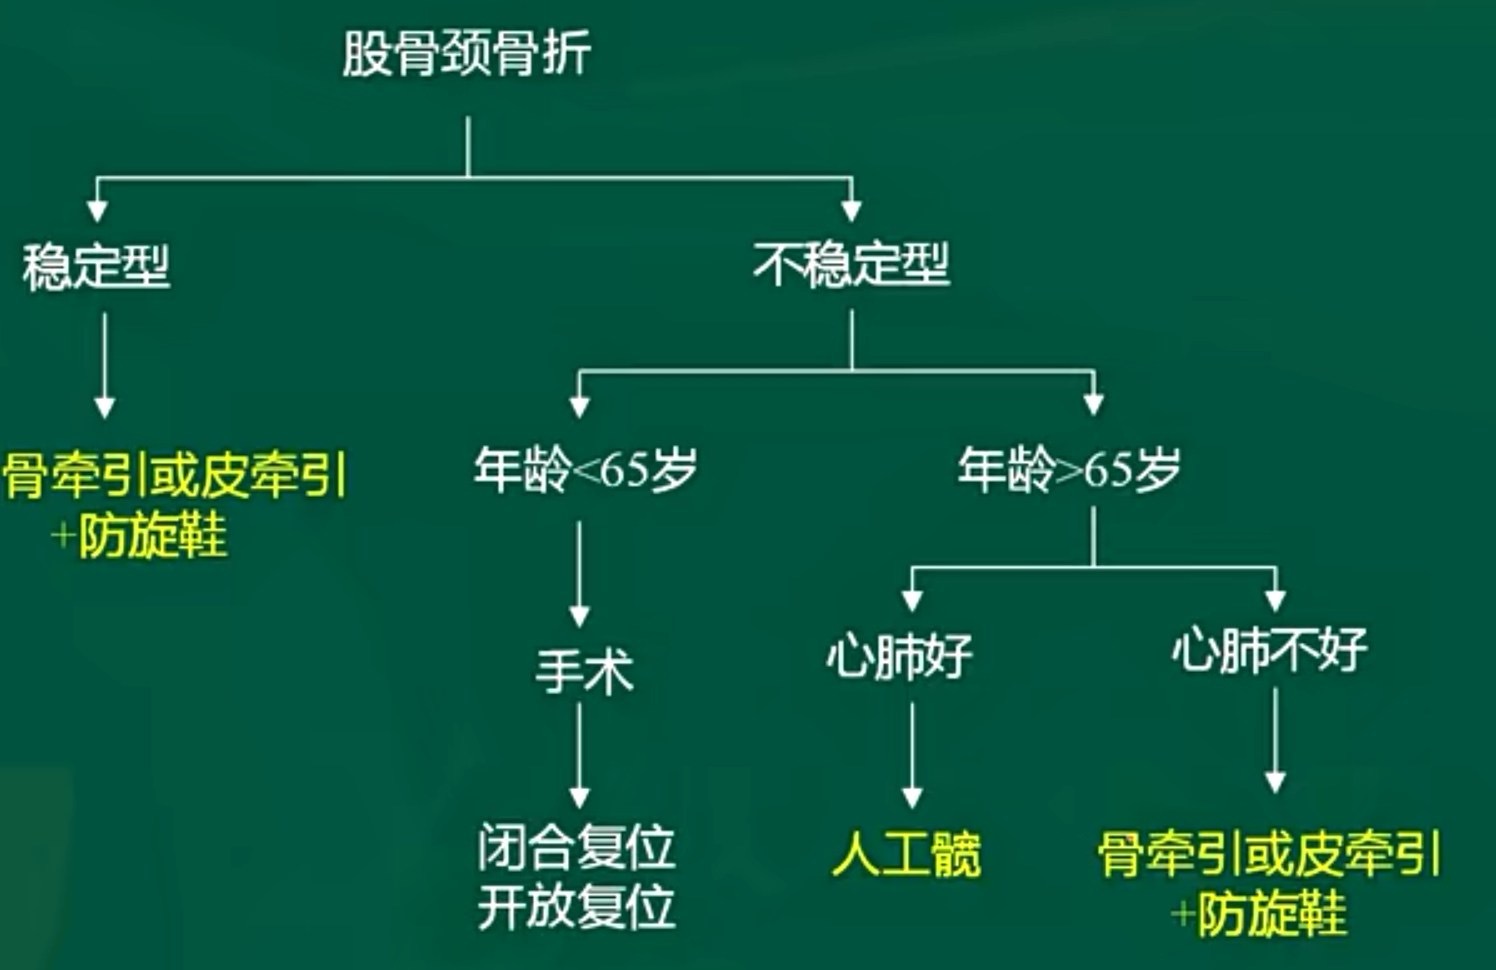 股骨颈骨折
稳定型
不稳定型
骨牵引或皮牵引
+防旋鞋
年龄<65岁
年龄>65岁
手术
心肺好
心肺不好
闭合复位
开放复位
人工髋
骨牵引或皮牵引
+防旋鞋